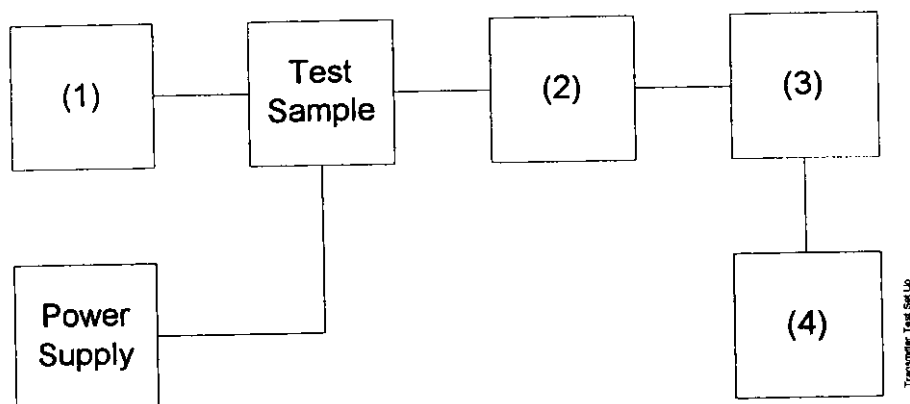 (1)
Test
Sample
(2)
(3)
Power
Supply
(4)
Transmitter Test Set Up